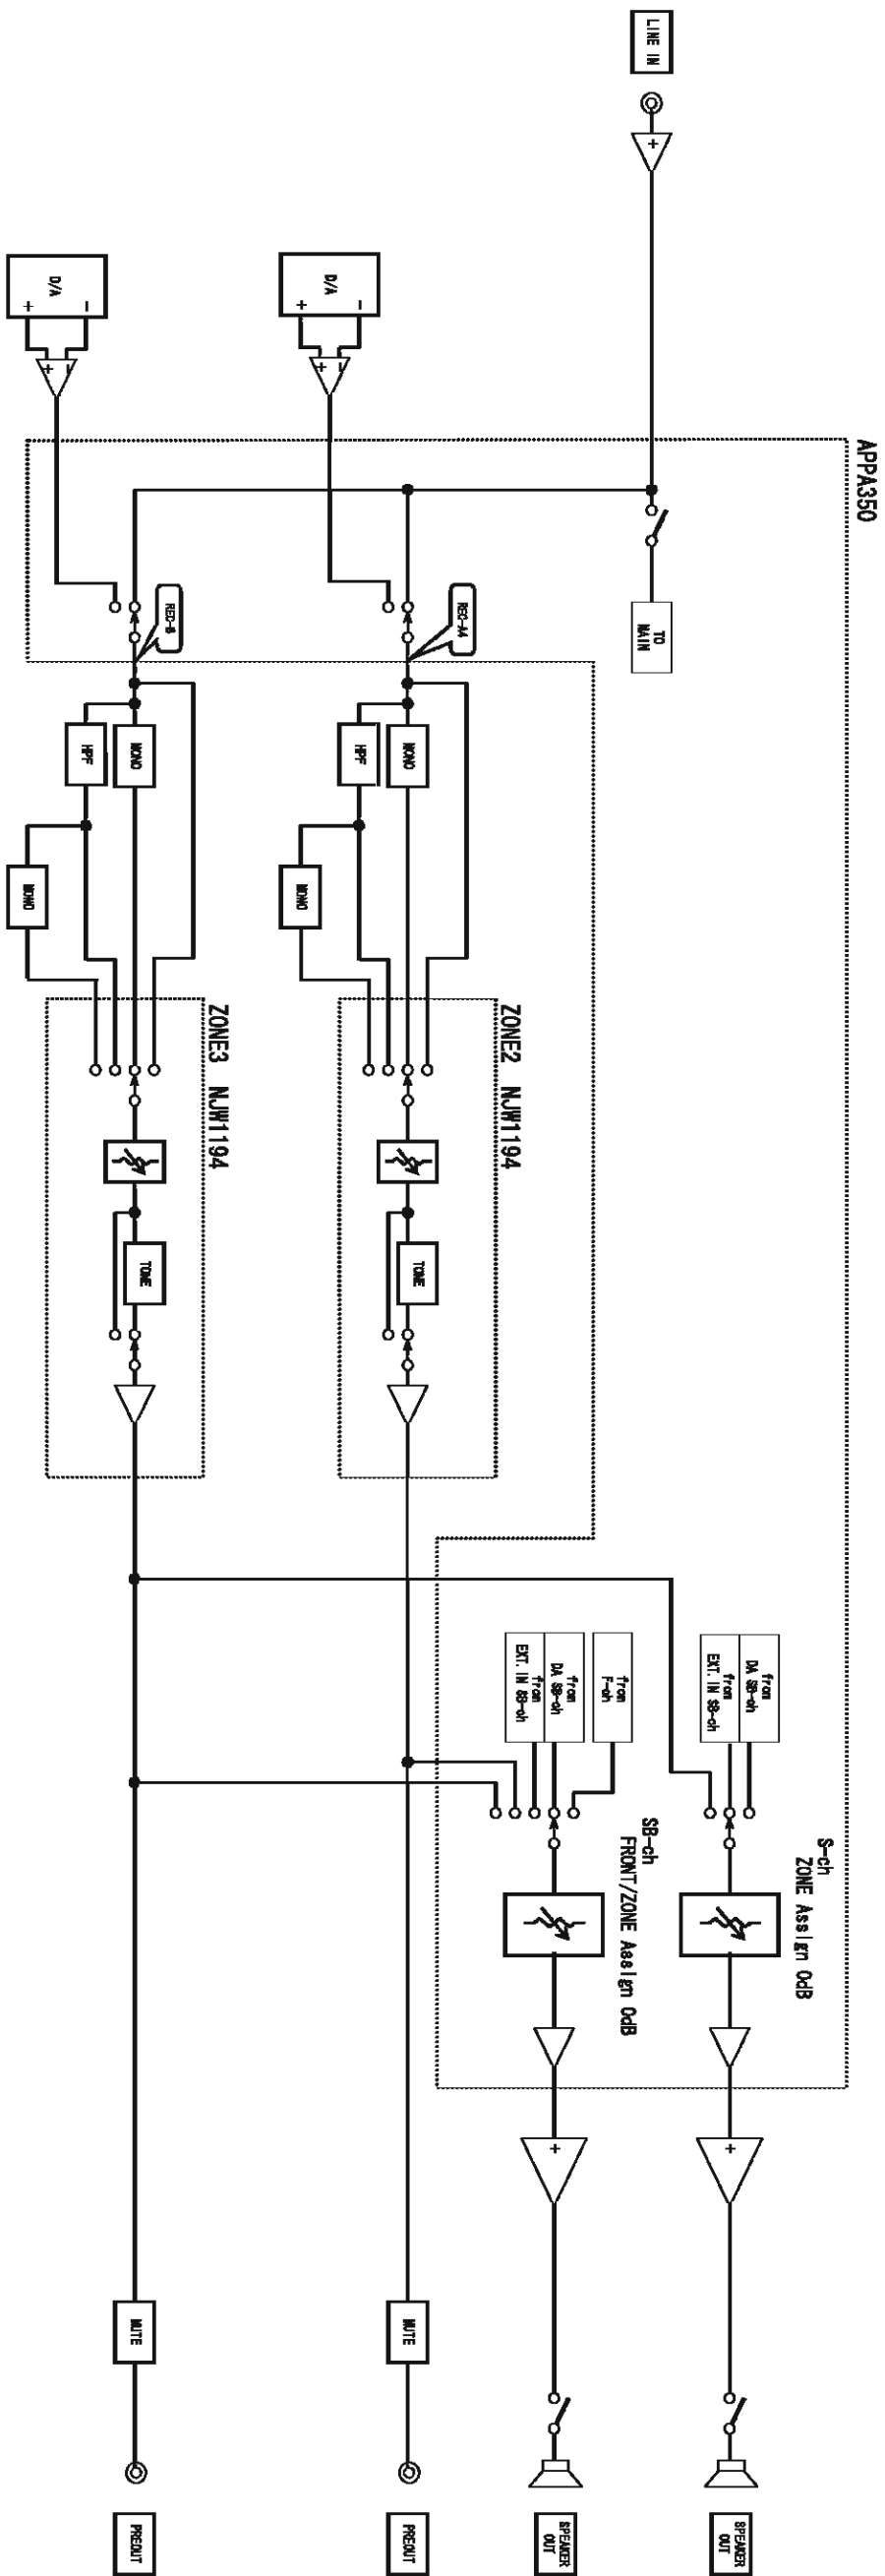 LINE IN
APPA350
TO
MAIN
D/A
- 
+
D/A
-
+
+
-
+
-
+
REC-A4
REC-B
MONO
HPF
MONO
MONO
HPF
MONO
ZONE2 NJW1194
TONE
ZONE3 NJW1194
TONE
from
DA SB-ch
from
EXT. IN SB-ch
S-ch
ZONE Assign 0dB
from
F-ch
from
DA SB-ch
from
EXT. IN SB-ch
SB-ch
FRONT/ZONE Assign 0dB
+
+
MUTE
MUTE
SPEAKER
OUT
SPEAKER
OUT
PREOUT
PREOUT